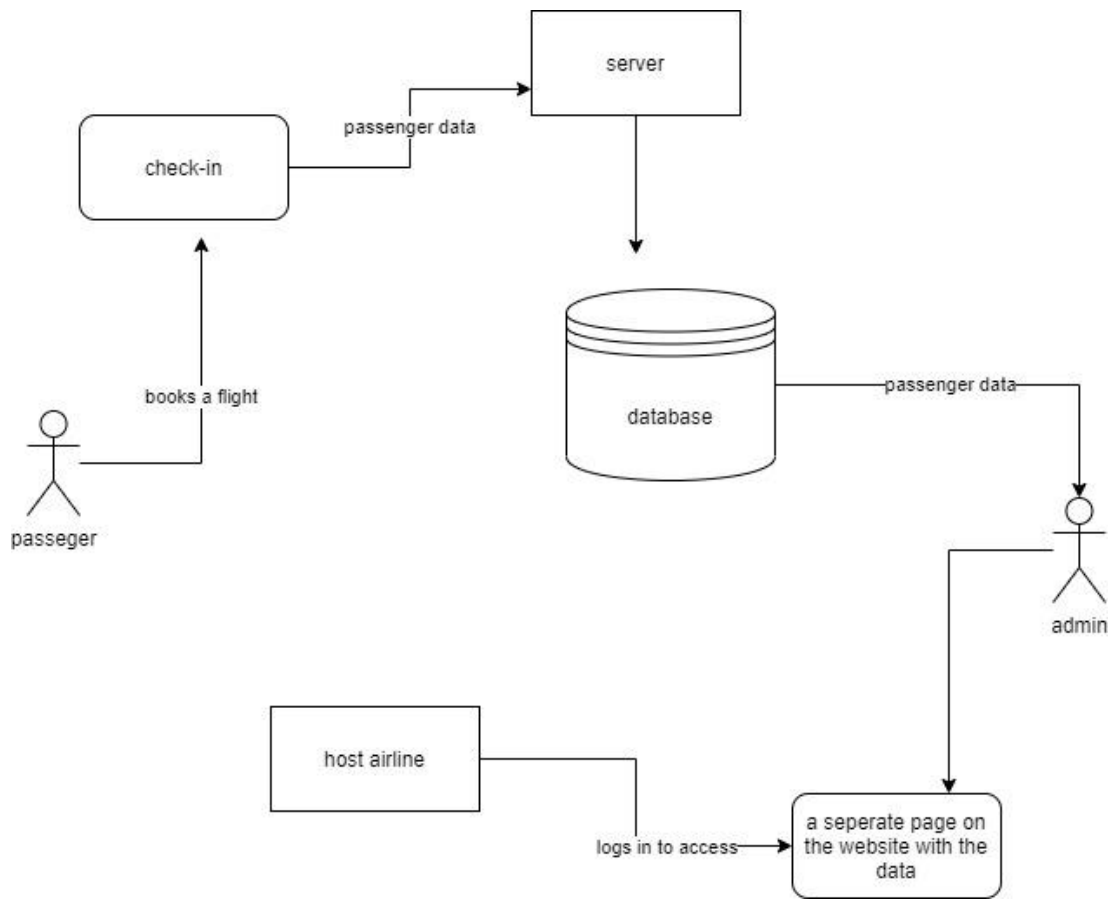 server
passenger data
check-in
books a flight
passenger data
database
passeger
admin
host airline
a seperate page on
the website with the
data
logs in to access